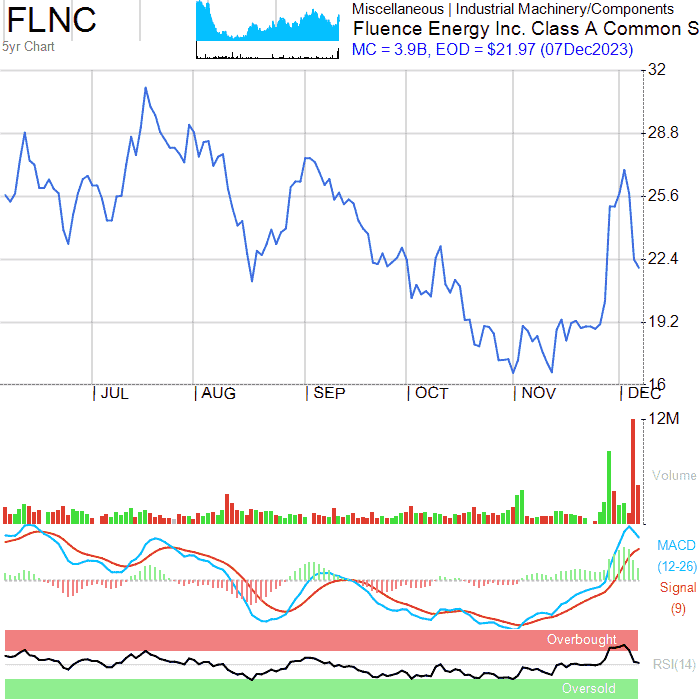 FLNC
5yr Chart
Miscellaneous | Industrial Machinery/Components
Fluence Energy Inc. Class A Common S
MC = 3.9B, EOD = $21.97 (07Dec2023)
32
28.8
25.6
22.4
19.2
16
JUL AUG SEP OCT NOV DEC
12M
Volume
MACD
(12-26)
Signal
(9)
Overbought
RSI(14)
Oversold